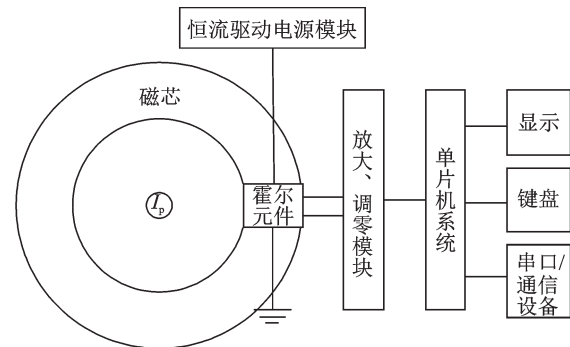 恒流驱动电源模块
磁芯
Ip
霍尔
元件
放大、调零模块
单片机系统
显示
键盘
串口/
通信
设备